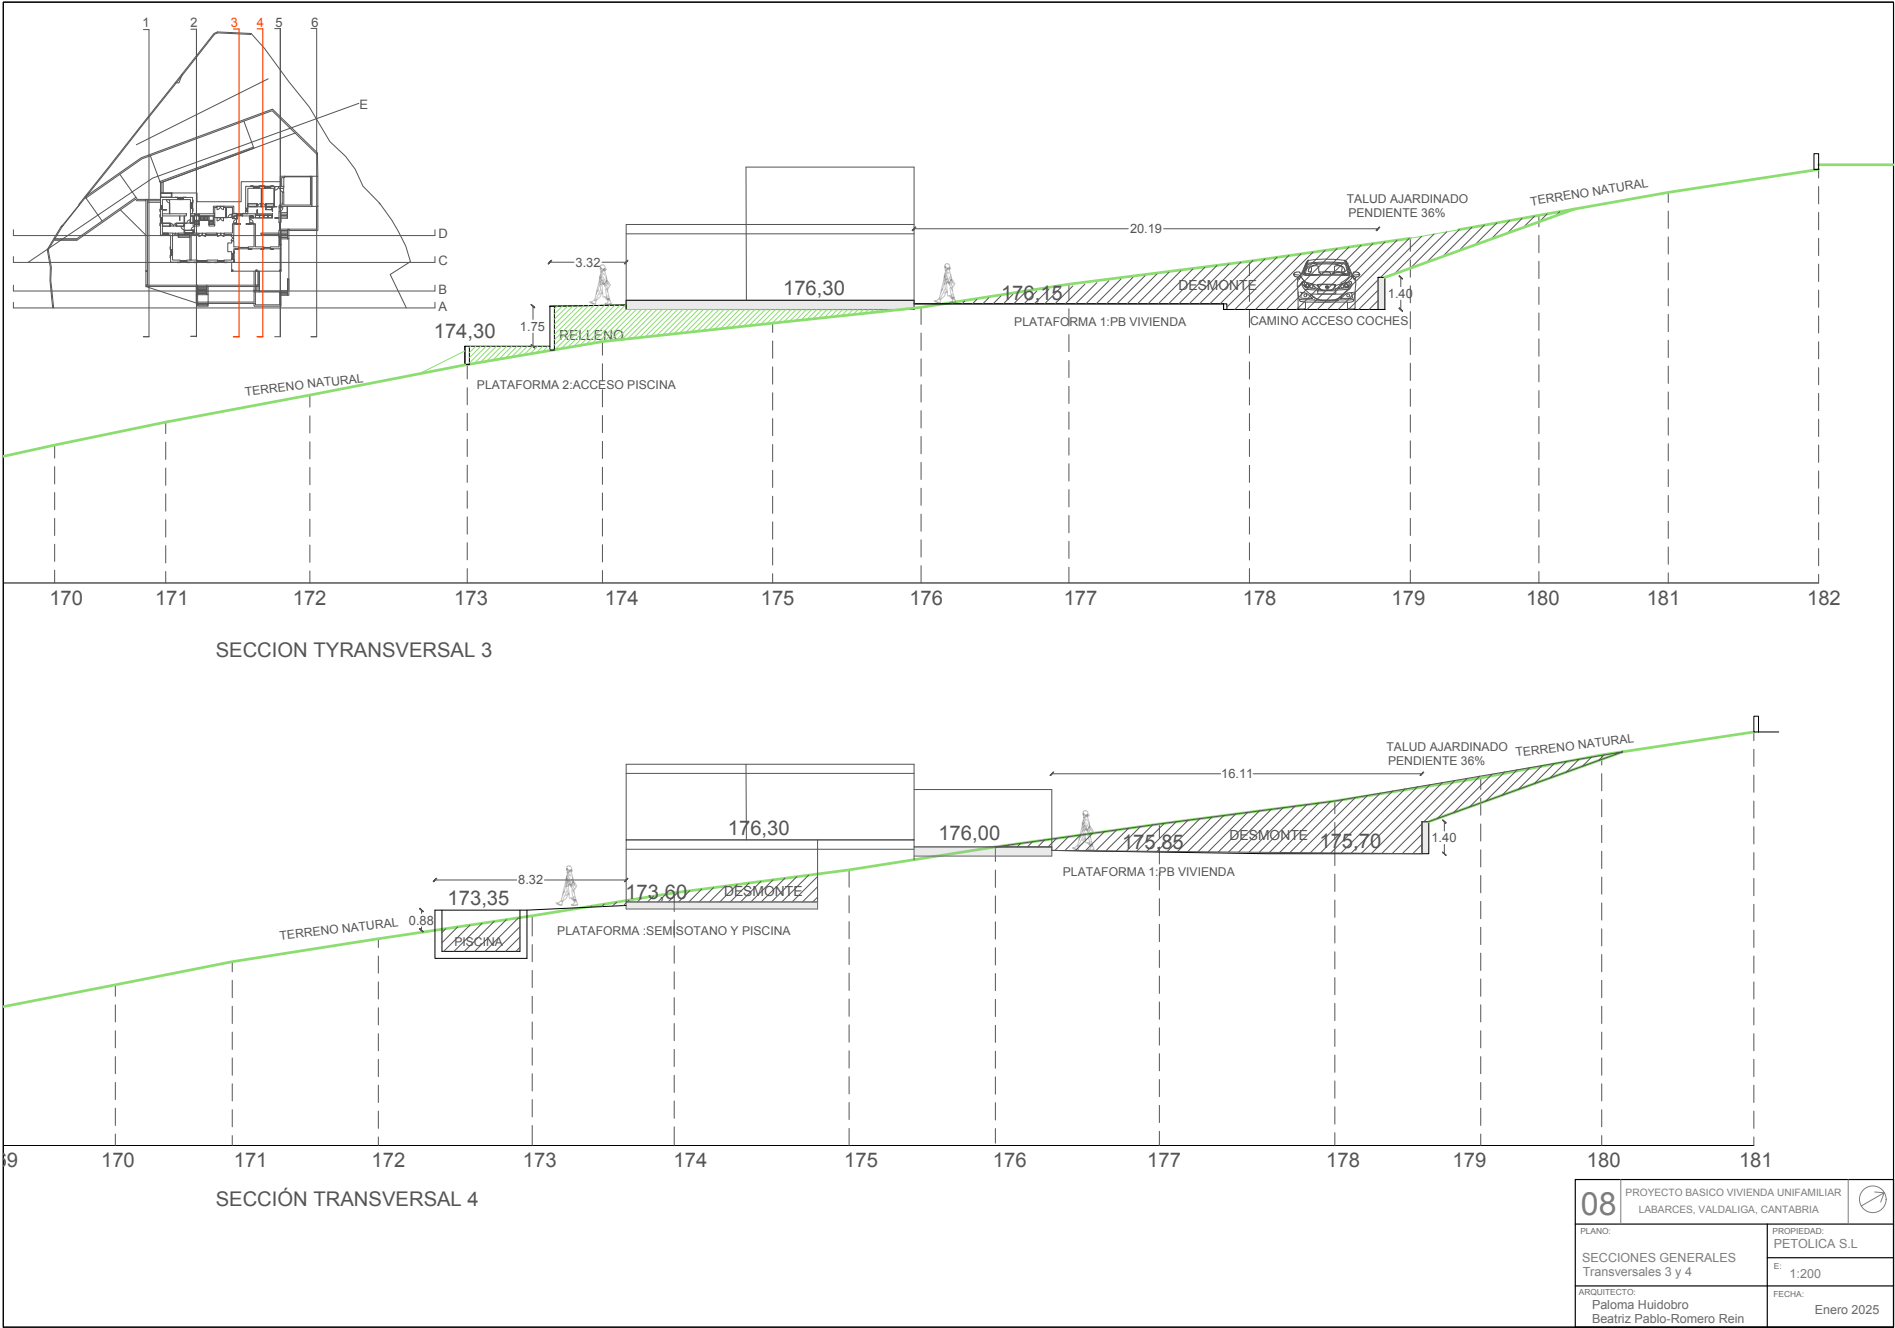 1
2
3
4
5
6
E
D
C
B
A
TALUD AJARDINADO
PENDIENTE 36%
TERRENO NATURAL
20.19
3.32
176,30
176,15
DESMONTE
1.40
174,30
1.75
RELLENO
PLATAFORMA 1:PB VIVIENDA
CAMINO ACCESO COCHES
TERRENO NATURAL
PLATAFORMA 2:ACCESO PISCINA
170
171
172
173
174
175
176
177
178
179
180
181
182
SECCION TYRANSVERSAL 3
TALUD AJARDINADO
PENDIENTE 36%
TERRENO NATURAL
16.11
176,30
176,00
175,85
DESMONTE
175,70
1.40
PLATAFORMA 1:PB VIVIENDA
8.32
173,35
173,60
DESMONTE
0.88
TERRENO NATURAL
PISCINA
PLATAFORMA :SEMISOTANO Y PISCINA
9
170
171
172
173
174
175
176
177
178
179
180
181
SECCIÓN TRANSVERSAL 4
08
PROYECTO BASICO VIVIENDA UNIFAMILIAR
LABARCES, VALDALIGA, CANTABRIA
PLANO:
SECCIONES GENERALES
Transversales 3 y 4
PROPIEDAD:
PETOLICA S.L
E:
1:200
ARQUITECTO:
Paloma Huidobro
Beatriz Pablo-Romero Rein
FECHA:
Enero 2025